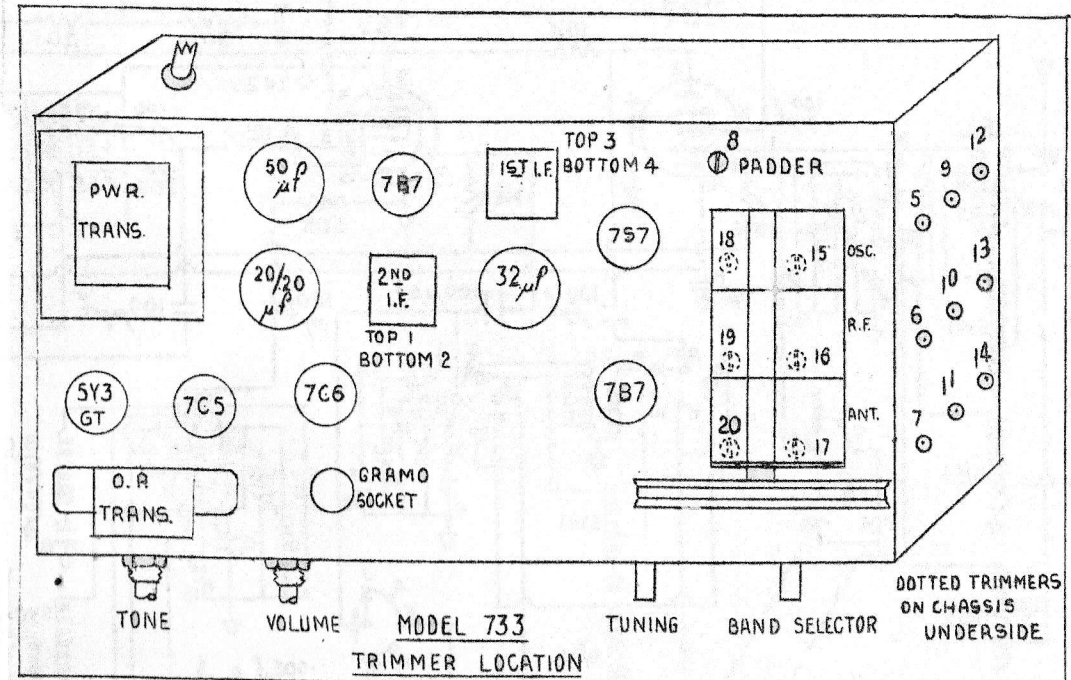 12
TOP 3
8
9
50 ρ
μf
7B7
1ST I.F.
BOTTOM 4
PADDER
PWR.
TRANS.
5
7S7
18
15
OSC.
13
20/20
μf
2ND
I.F.
32μρ
10
R.F.
6
TOP 1
BOTTOM 2
19
16
14
5Y3
GT
7C5
7C6
7B7
ANT.
11
7
20
17
O.P.
TRANS.
GRAMO
SOCKET
DOTTED TRIMMERS
ON CHASSIS
UNDERSIDE
TONE
VOLUME
MODEL 733
TUNING
BAND SELECTOR
TRIMMER LOCATION